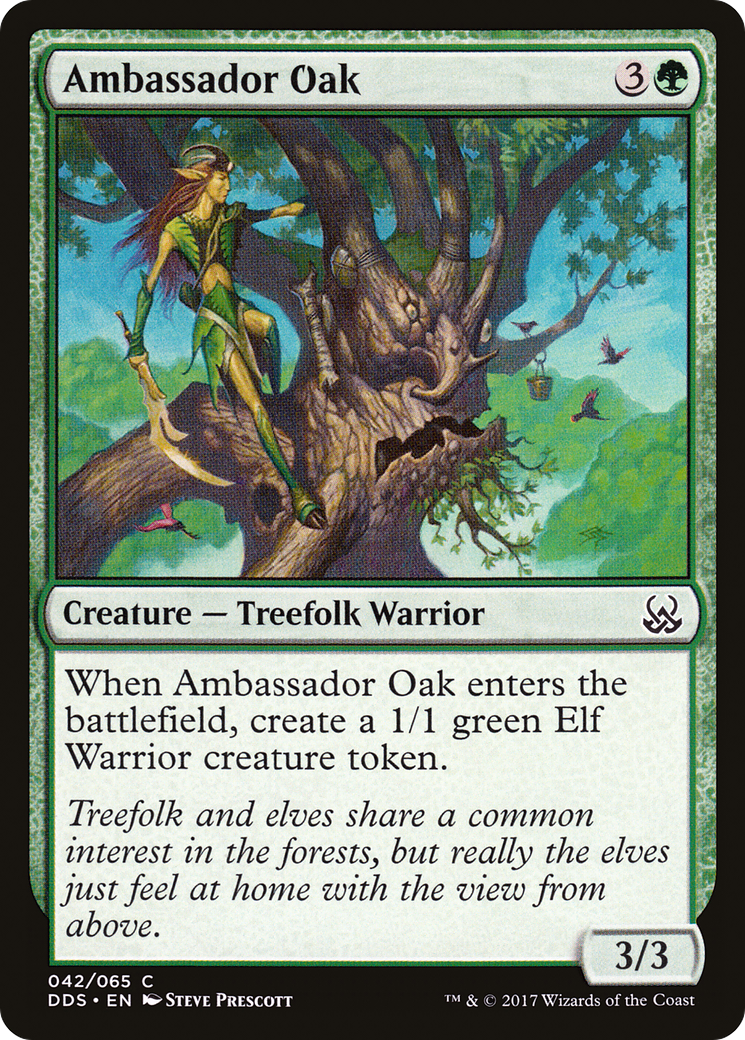 Ambassador Oak 3
Creature — Treefolk Warrior
When Ambassador Oak enters the
battlefield, create a 1/1 green Elf
Warrior creature token.
Treefolk and elves share a common
interest in the forests, but really the elves
just feel at home with the view from
above.
3/3
042/065 C
DDS • EN Steve Prescott
™ & © 2017 Wizards of the Coast